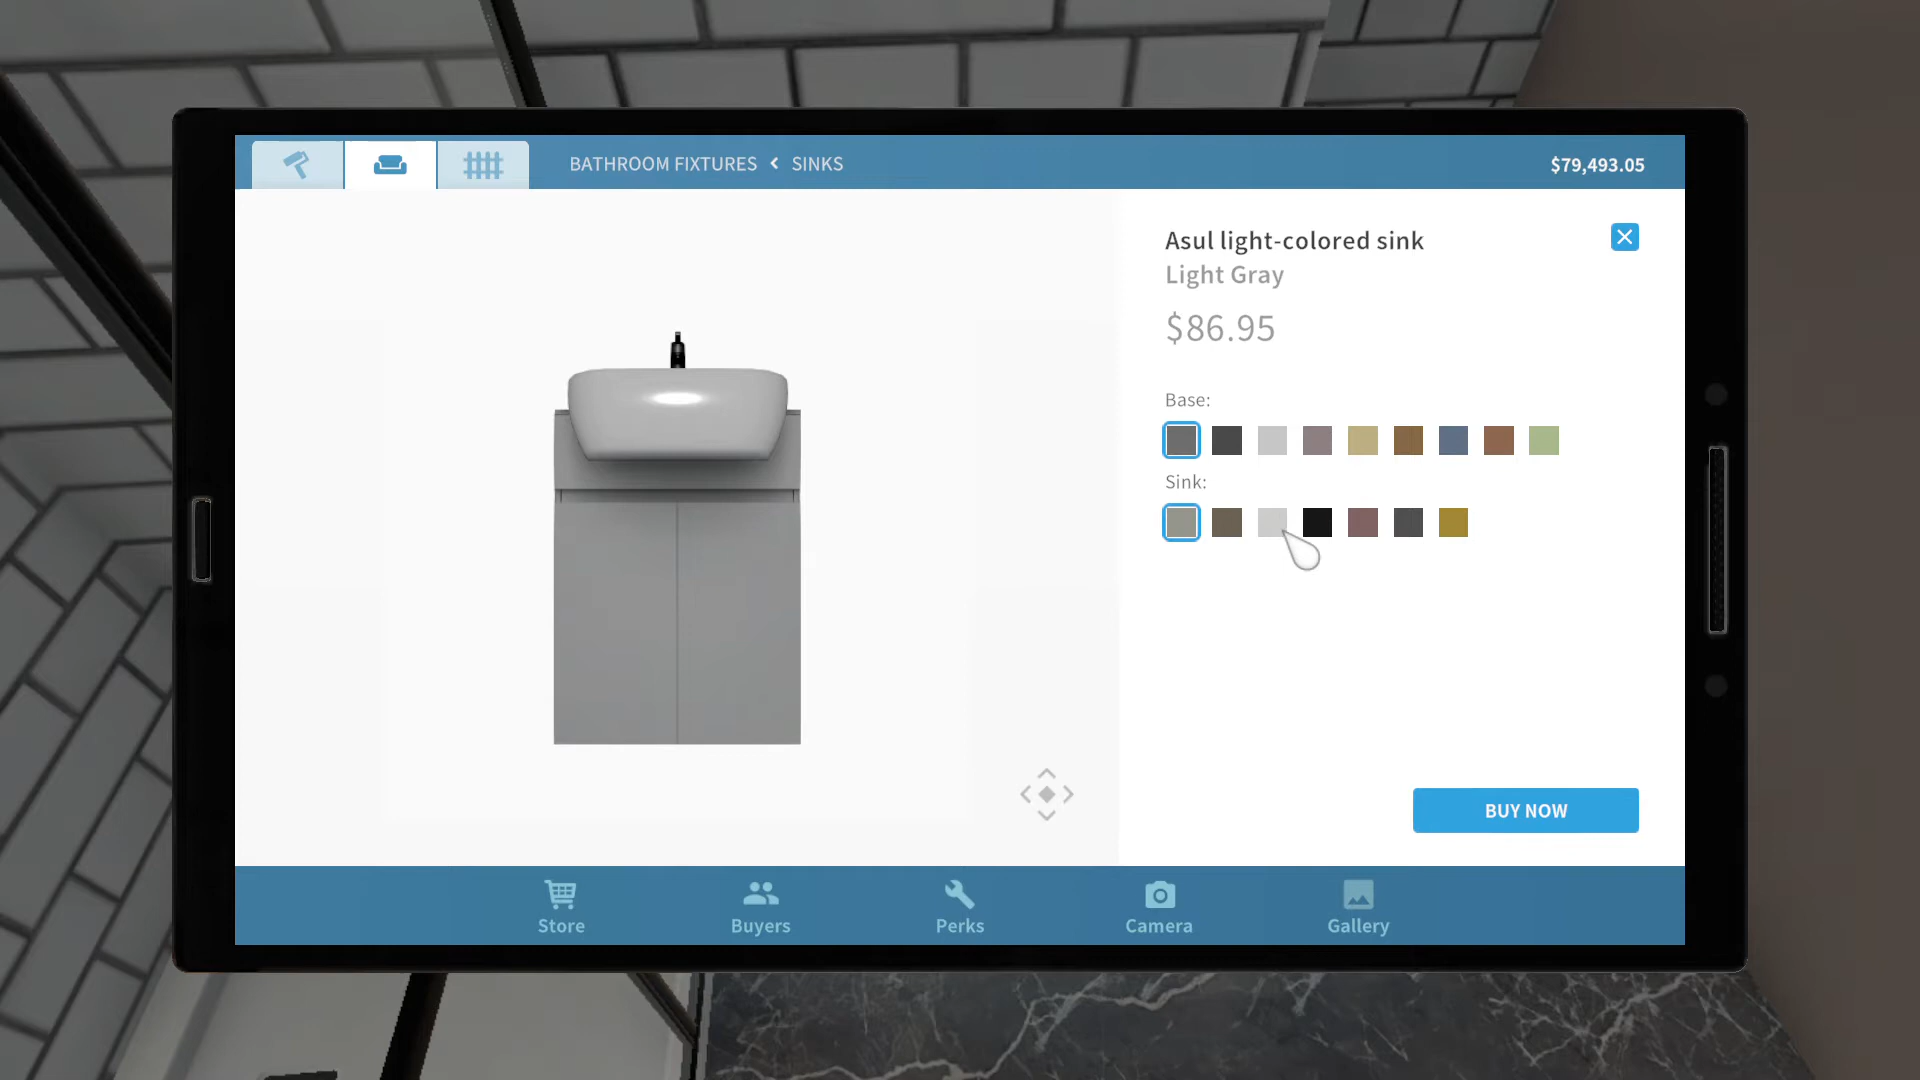 BATHROOM FIXTURES < SINKS
$79,493.05
Asul light-colored sink
Light Gray
$86.95
Base:
Sink:
BUY NOW
Store
Buyers
Perks
Camera
Gallery